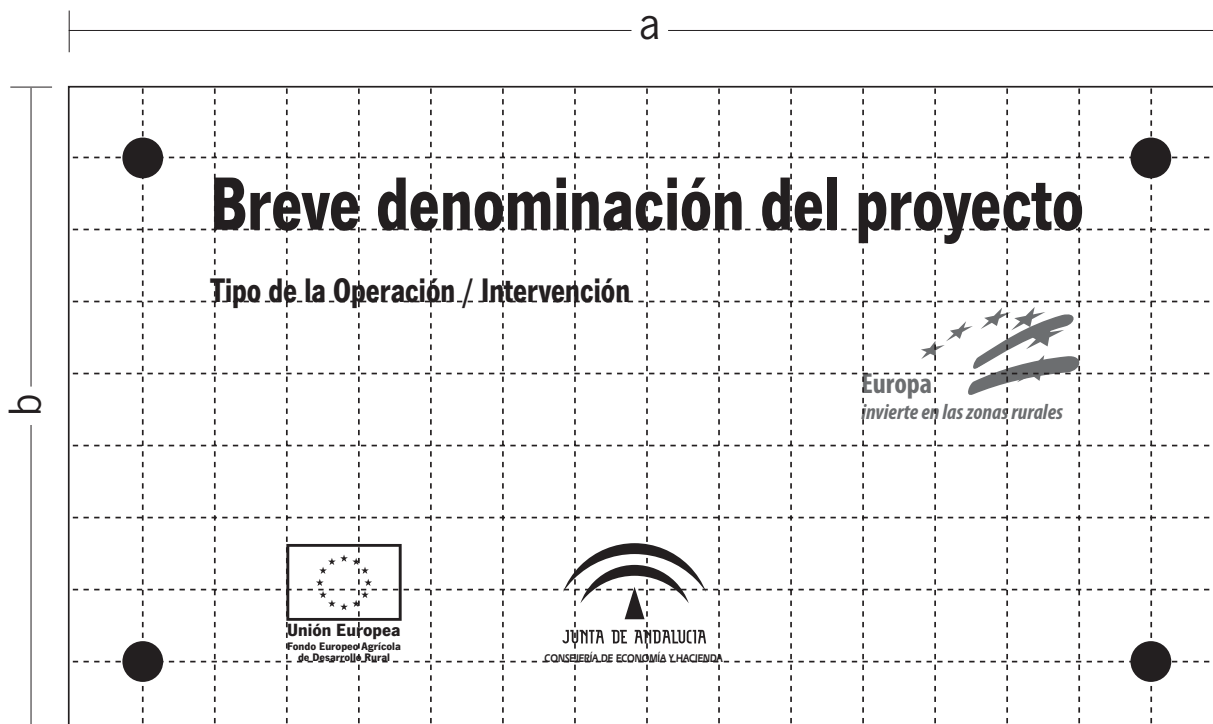 a
Breve denominación del proyecto
Tipo de la Operación / Intervención
b
Europa
invierte en las zonas rurales
Unión Europea
Fondo Europeo Agrícola
de Desarrollo Rural
JUNTA DE ANDALUCIA
CONSEJERÍA DE ECONOMÍA Y HACIENDA